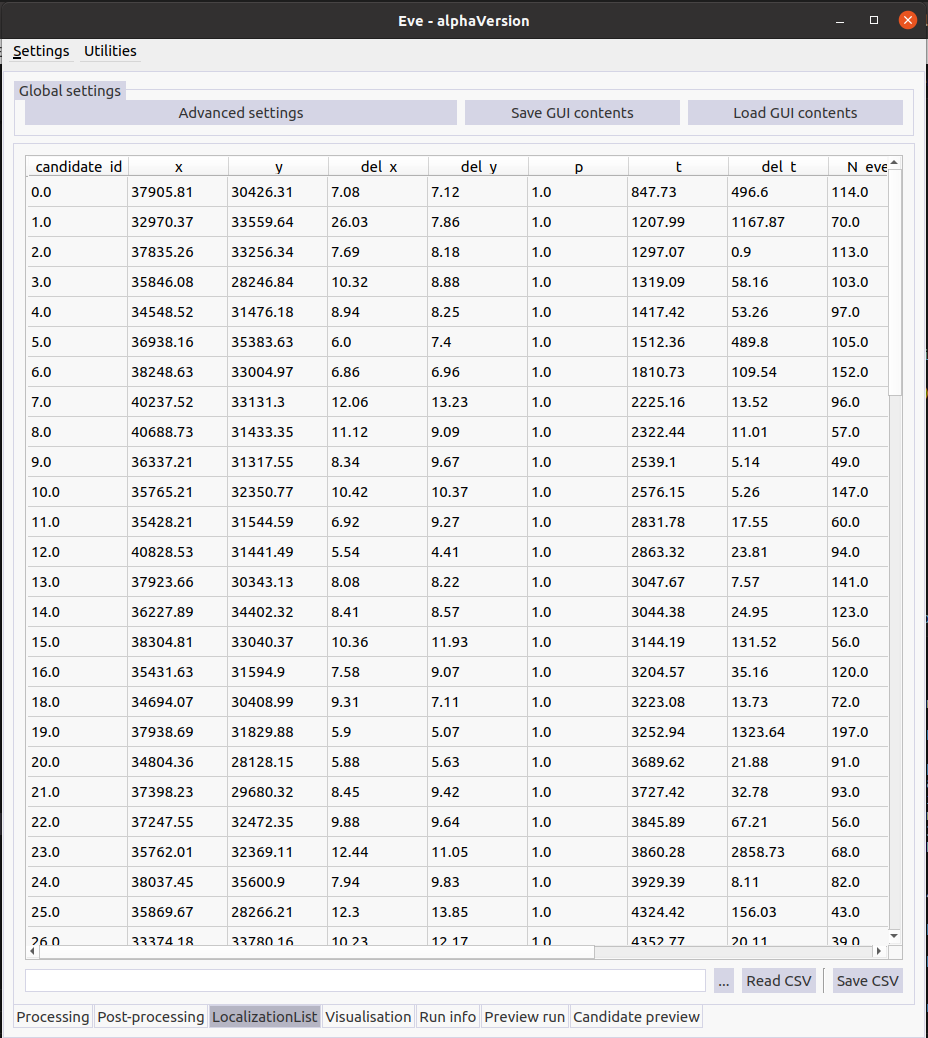 Eve - alphaVersion
Settings Utilities
Global settings
Advanced settings Save GUI contents Load GUI contents
candidate_id x y del_x del_y p t del_t N_eve
0.0 37905.81 30426.31 7.08 7.12 1.0 847.73 496.6 114.0
1.0 32970.37 33559.64 26.03 7.86 1.0 1207.99 1167.87 70.0
2.0 37835.26 33256.34 7.69 8.18 1.0 1297.07 0.9 113.0
3.0 35846.08 28246.84 10.32 8.88 1.0 1319.09 58.16 103.0
4.0 34548.52 31476.18 8.94 8.25 1.0 1417.42 53.26 97.0
5.0 36938.16 35383.63 6.0 7.4 1.0 1512.36 489.8 105.0
6.0 38248.63 33004.97 6.86 6.96 1.0 1810.73 109.54 152.0
7.0 40237.52 33131.3 12.06 13.23 1.0 2225.16 13.52 96.0
8.0 40688.73 31433.35 11.12 9.09 1.0 2322.44 11.01 57.0
9.0 36337.21 31317.55 8.34 9.67 1.0 2539.1 5.14 49.0
10.0 35765.21 32350.77 10.42 10.37 1.0 2576.15 5.26 147.0
11.0 35428.21 31544.59 6.92 9.27 1.0 2831.78 17.55 60.0
12.0 40828.53 31441.49 5.54 4.41 1.0 2863.32 23.81 94.0
13.0 37923.66 30343.13 8.08 8.22 1.0 3047.67 7.57 141.0
14.0 36227.89 34402.32 8.41 8.57 1.0 3044.38 24.95 123.0
15.0 38304.81 33040.37 10.36 11.93 1.0 3144.19 131.52 56.0
16.0 35431.63 31594.9 7.58 9.07 1.0 3204.57 35.16 120.0
18.0 34694.07 30408.99 9.31 7.11 1.0 3223.08 13.73 72.0
19.0 37938.69 31829.88 5.9 5.07 1.0 3252.94 1323.64 197.0
20.0 34804.36 28128.15 5.88 5.63 1.0 3689.62 21.88 91.0
21.0 37398.23 29680.32 8.45 9.42 1.0 3727.42 32.78 93.0
22.0 37247.55 32472.35 9.88 9.64 1.0 3845.89 67.21 56.0
23.0 35762.01 32369.11 12.44 11.05 1.0 3860.28 2858.73 68.0
24.0 38037.45 35600.9 7.94 9.83 1.0 3929.39 8.11 82.0
25.0 35869.67 28266.21 12.3 13.85 1.0 4324.42 156.03 43.0
26.0 33374.18 33780.16 10.23 12.17 1.0 4352.77 20.11 39.0
... Read CSV Save CSV
Processing Post-processing LocalizationList Visualisation Run info Preview run Candidate preview